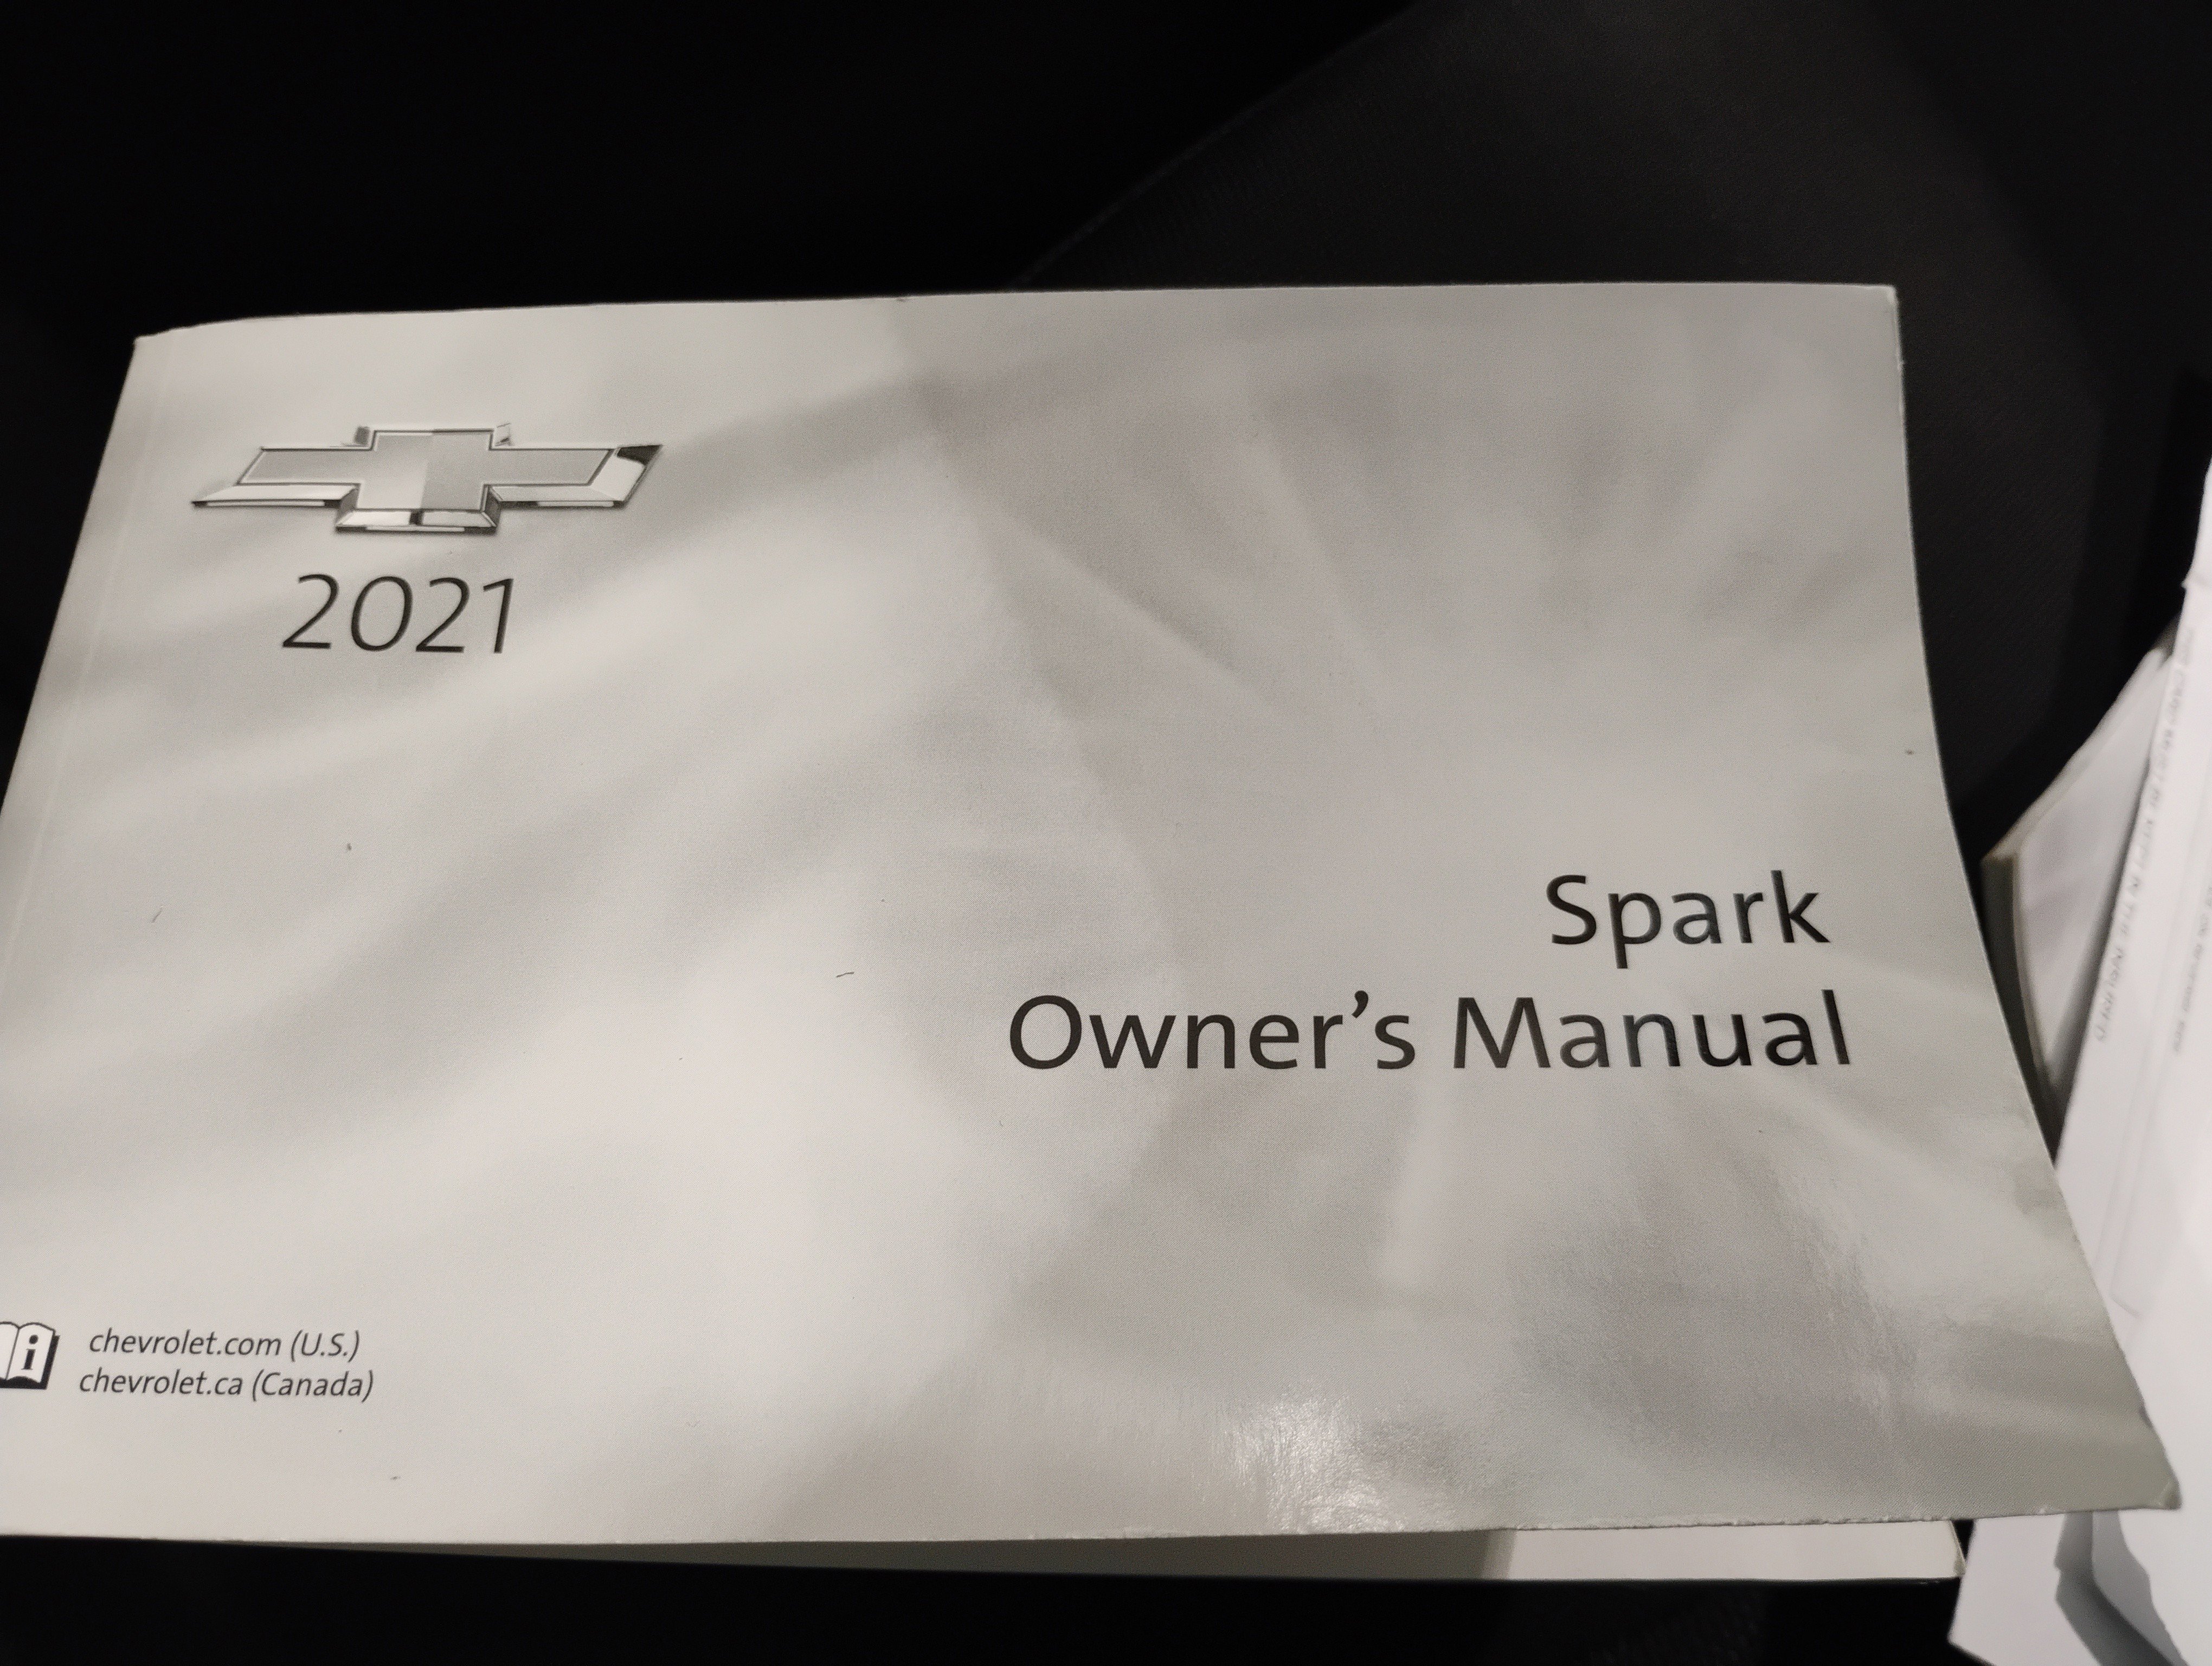 2021
Spark
Owner's Manual
chevrolet.com (U.S.)
chevrolet.ca (Canada)